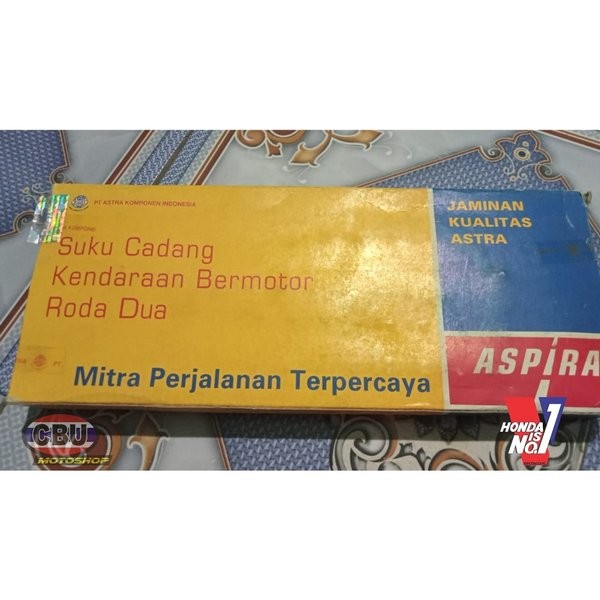 PT ASTRA KOMPONEN INDONESIA
Suku Cadang
Kendaraan Bermotor
Roda Dua
Mitra Perjalanan Terpercaya
JAMINAN
KUALITAS
ASTRA
ASPIRA
CBU
MOTOSHOP
HONDA
IS
No.1